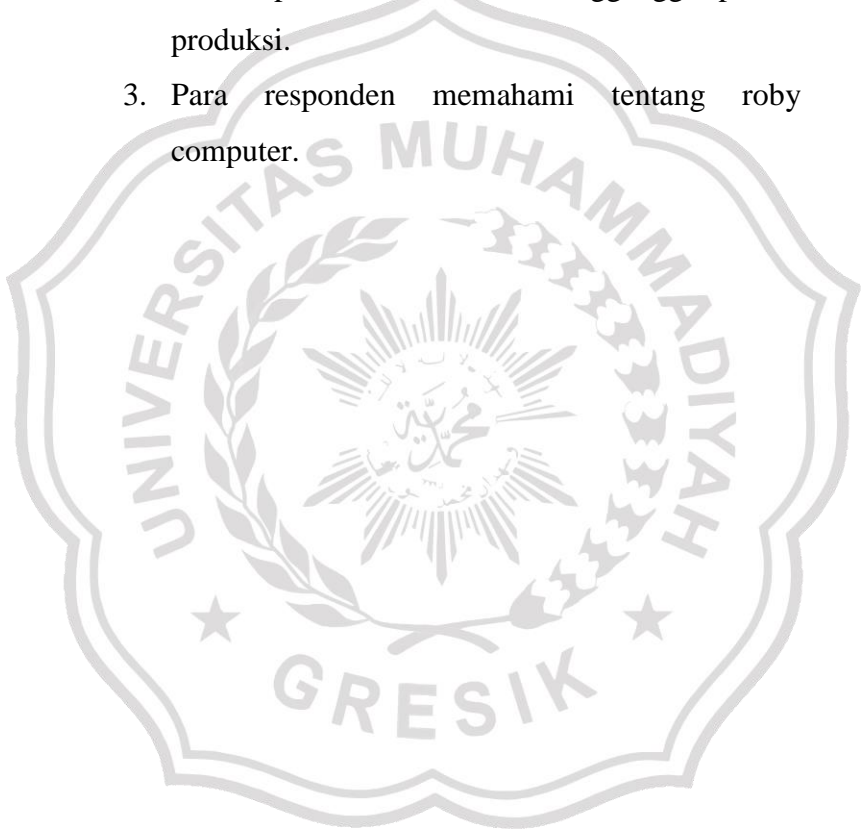 produksi.
3. Para responden memahami tentang roby
computer.
UNIVERSITAS MUHAMMADIYAH
GRESIK